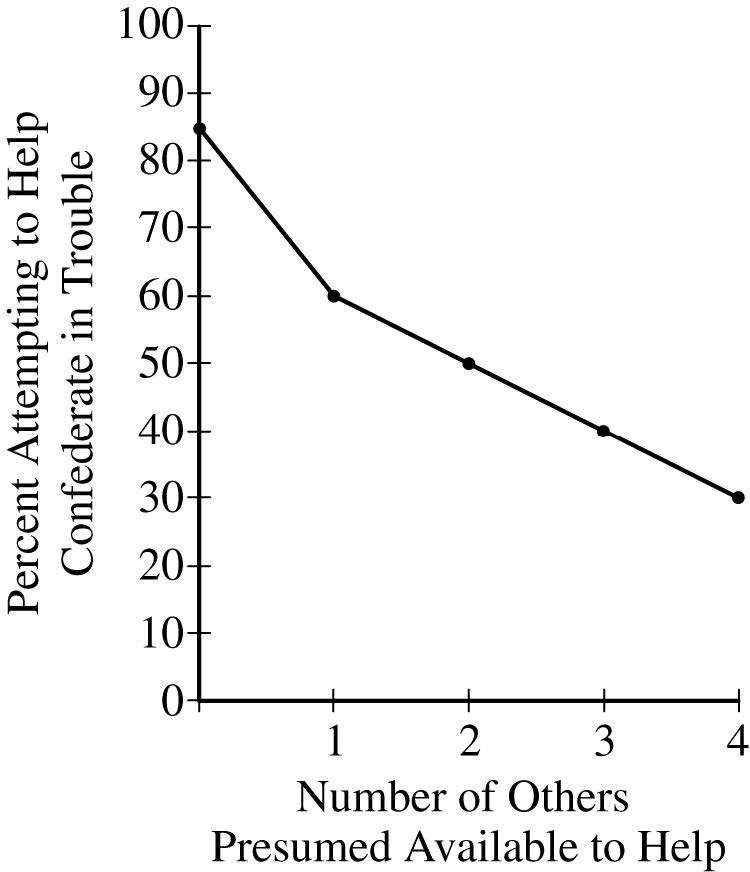 Percent Attempting to Help
Confederate in Trouble
100
90
80
70
60
50
40
30
20
10
0
1 2 3 4
Number of Others
Presumed Available to Help